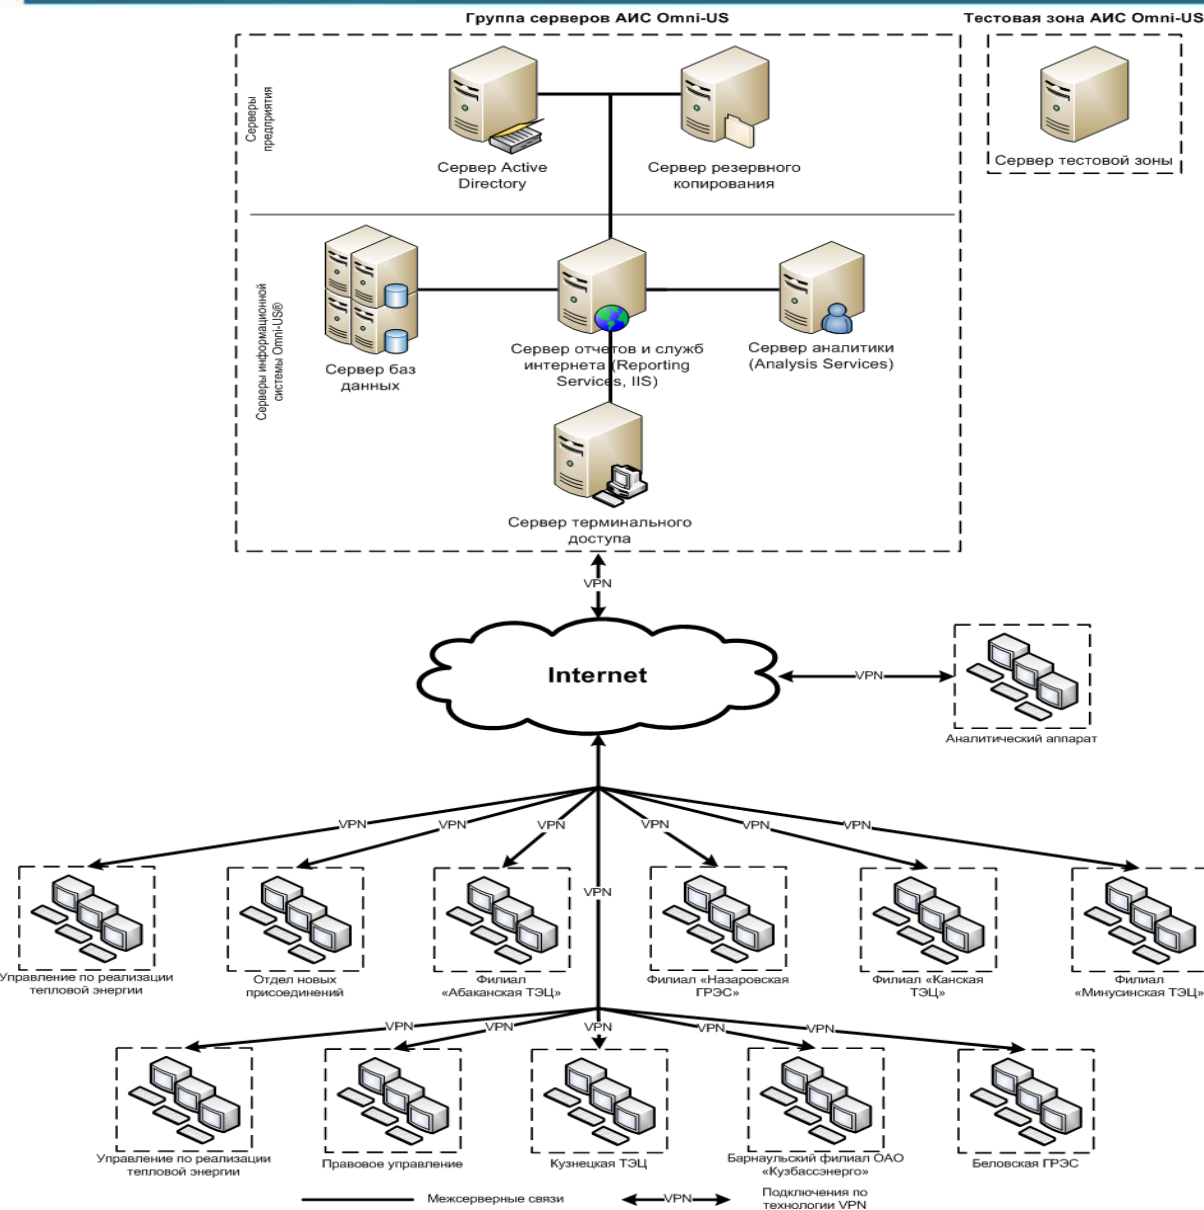 Группа серверов АИС Omni-US
Тестовая зона АИС Omni-US
Серверы
предприятия
Сервер Active
Directory
Сервер резервного
копирования
Сервер тестовой зоны
Серверы информационной
системы Omni-US®
Сервер баз
данных
Сервер отчетов и служб
интернета (Reporting
Services, IIS)
Сервер аналитики
(Analysis Services)
Сервер терминального
доступа
VPN
Internet
VPN
Аналитический аппарат
VPN
VPN
VPN
VPN
VPN
VPN
VPN
Управление по реализации
тепловой энергии
Отдел новых
присоединений
Филиал
«Абаканская ТЭЦ»
Филиал «Назаровская
ГРЭС»
Филиал «Канская
ТЭЦ»
Филиал
«Минусинская ТЭЦ»
VPN
VPN
VPN
VPN
VPN
Управление по реализации
тепловой энергии
Правовое управление
Кузнецкая ТЭЦ
Барнаульский филиал ОАО
«Кузбассэнерго»
Беловская ГРЭС
Межсерверные связи
VPN
Подключения по
технологии VPN